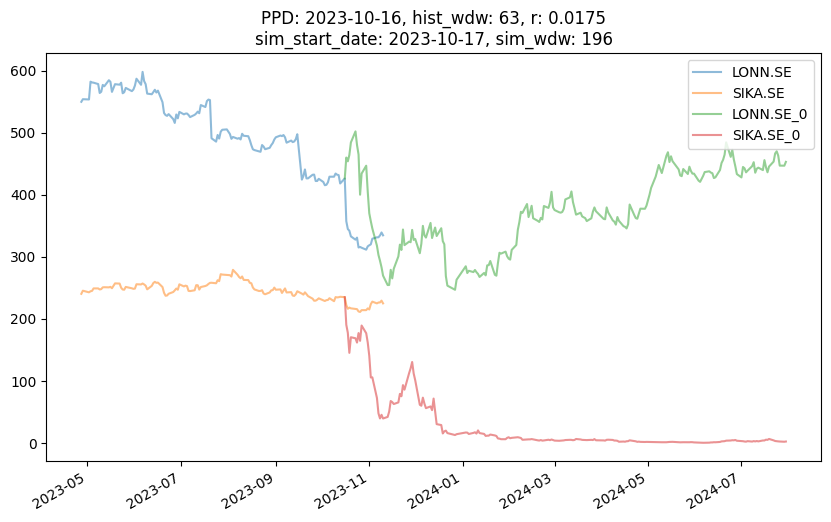 PPD: 2023-10-16, hist_wdw: 63, r: 0.0175
sim_start_date: 2023-10-17, sim_wdw: 196
LONN.SE
SIKA.SE
LONN.SE_0
SIKA.SE_0
600
500
400
300
200
100
0
2023-05
2023-07
2023-09
2023-11
2024-01
2024-03
2024-05
2024-07